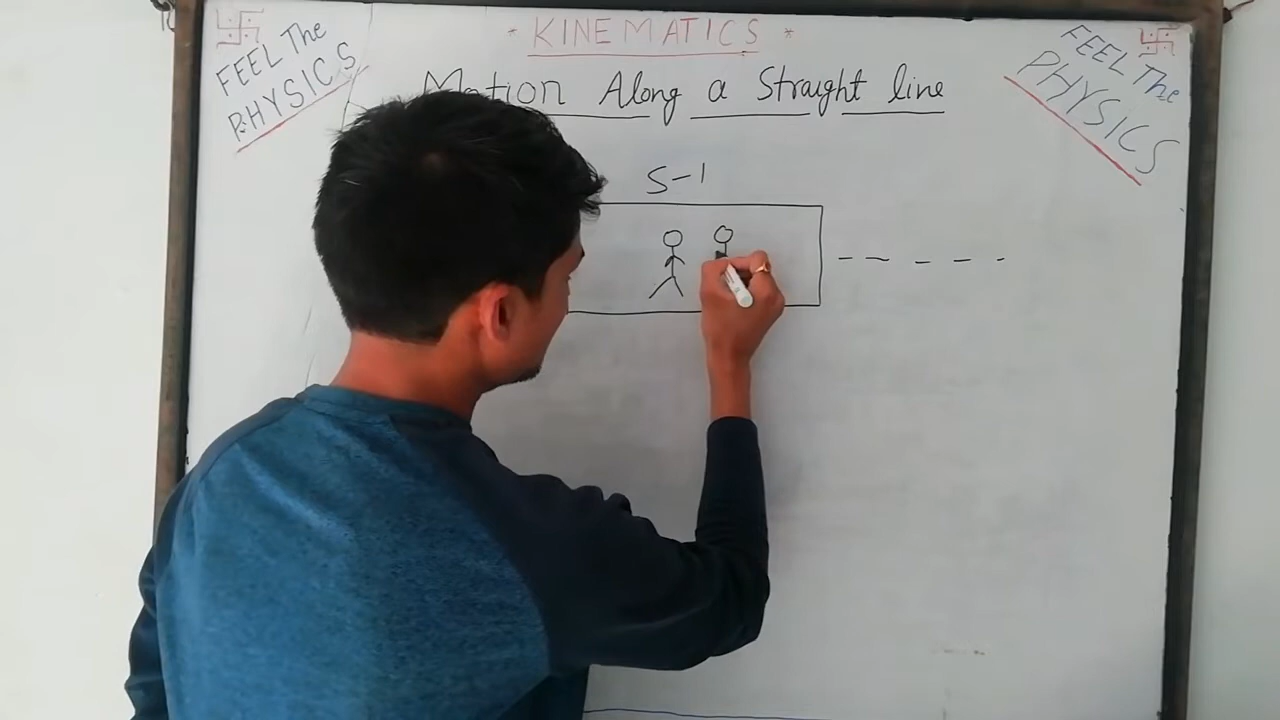 * KINEMATICS *
FEEL The
PHYSICS
Motion Along a Straight line
FEEL The
PHYSICS
S-1